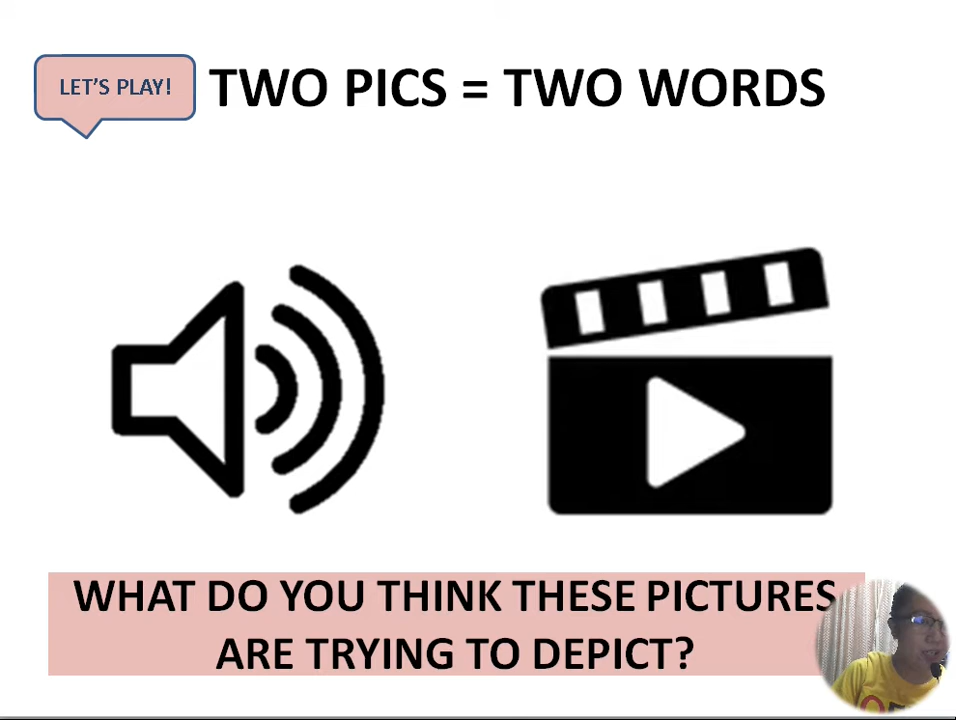 LET'S PLAY!
TWO PICS = TWO WORDS
WHAT DO YOU THINK THESE PICTURES
ARE TRYING TO DEPICT?